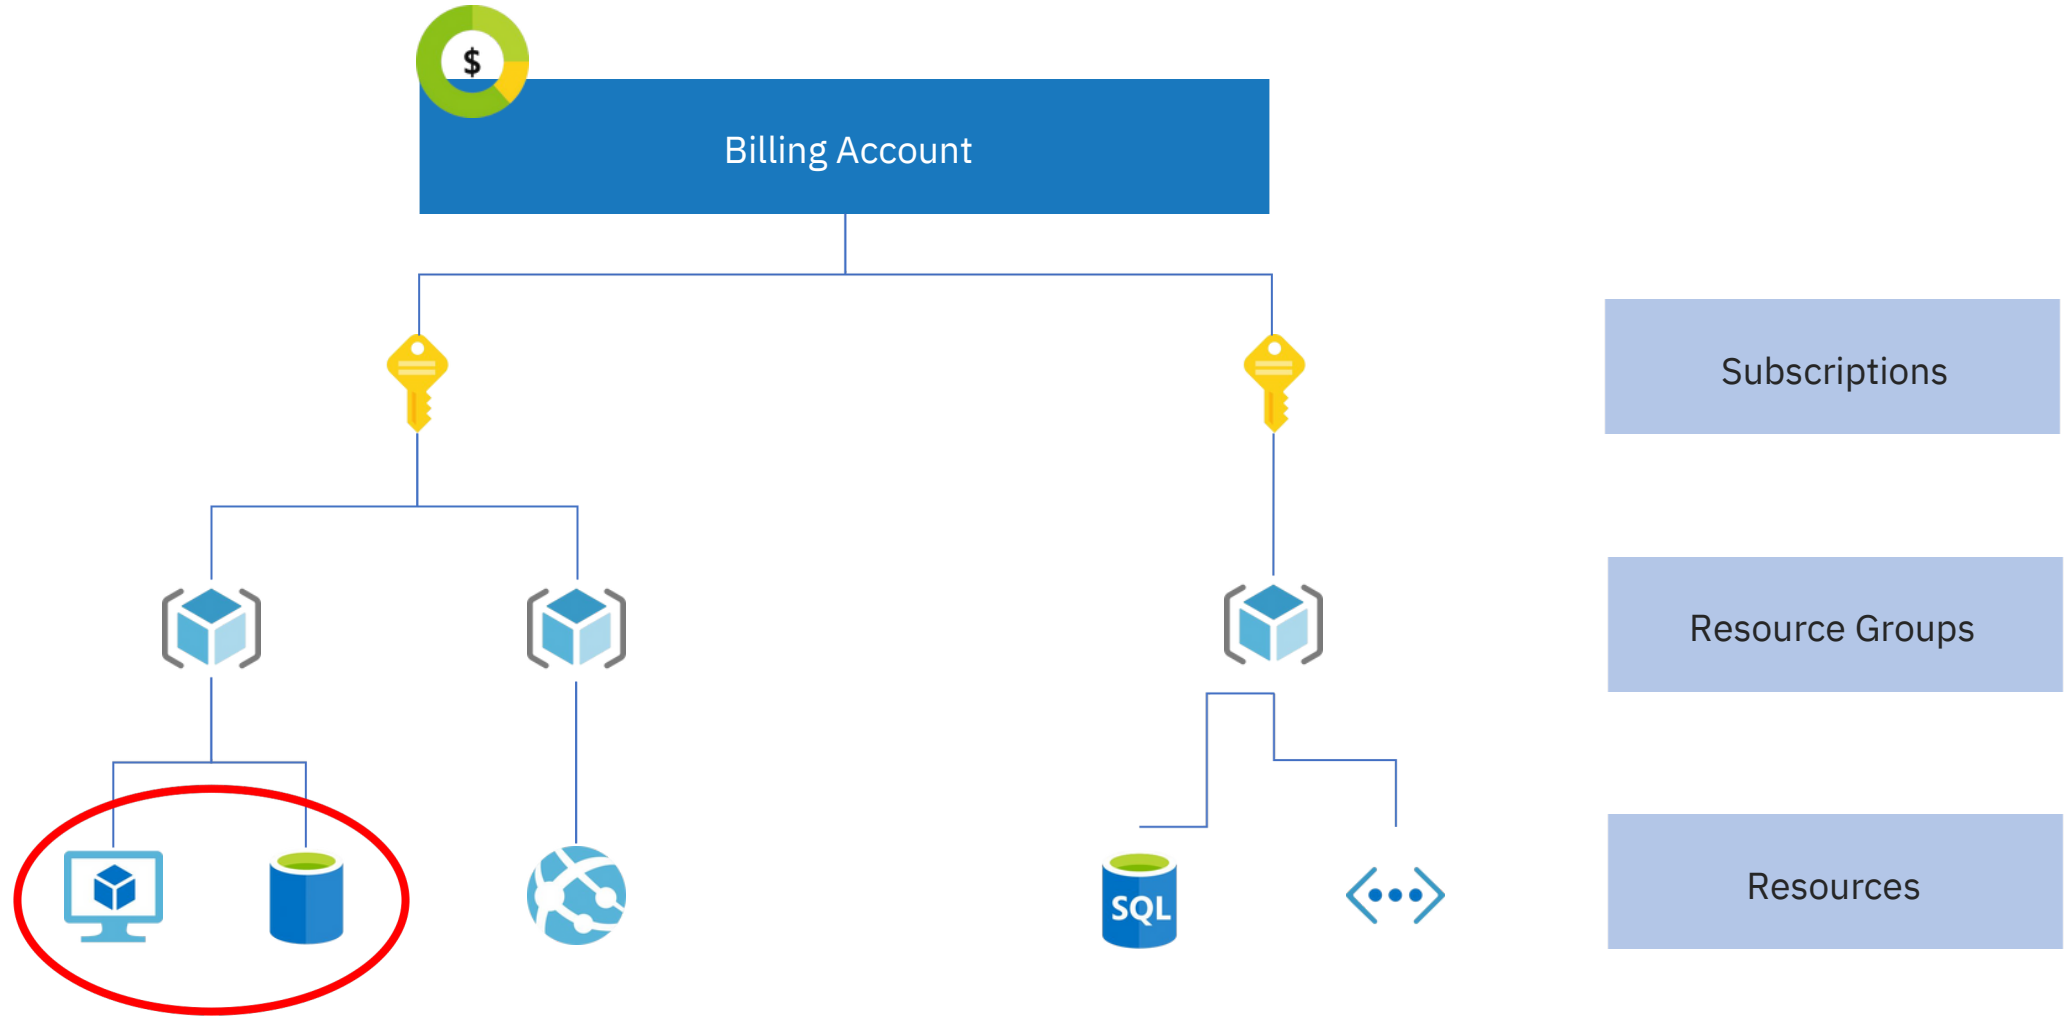 $
Billing Account
Subscriptions
Resource Groups
SQL
Resources